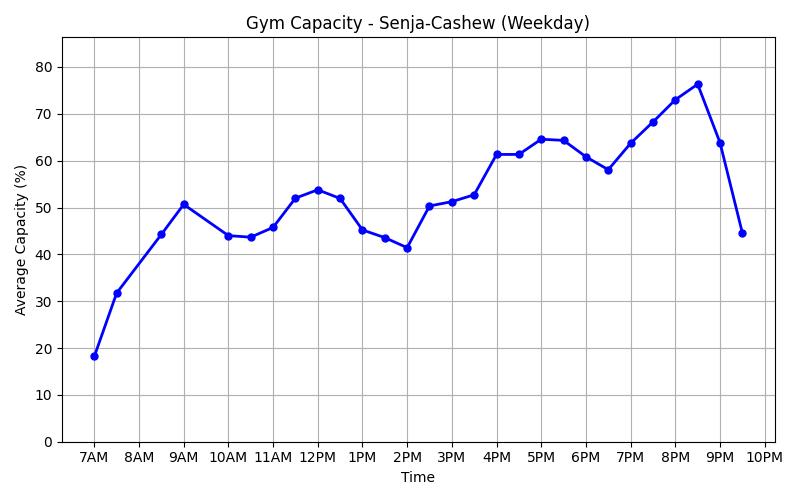 Gym Capacity - Senja-Cashew (Weekday)
Average Capacity (%)
80
70
60
50
40
30
20
10
0
7AM 8AM 9AM 10AM 11AM 12PM 1PM 2PM 3PM 4PM 5PM 6PM 7PM 8PM 9PM 10PM
Time